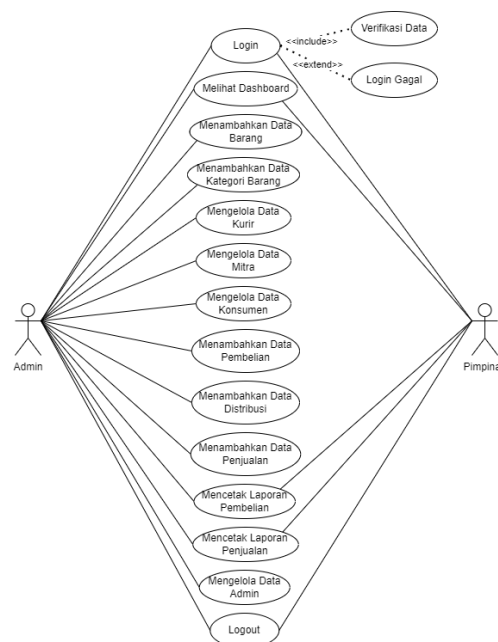 Login
<<include>>
Verifikasi Data
<<extend>>
Login Gagal
Melihat Dashboard
Menambahkan Data
Barang
Menambahkan Data
Kategori Barang
Mengelola Data
Kurir
Mengelola Data
Mitra
Mengelola Data
Konsumen
Admin
Pimpina
Menambahkan Data
Pembelian
Menambahkan Data
Distribusi
Menambahkan Data
Penjualan
Mencetak Laporan
Pembelian
Mencetak Laporan
Penjualan
Mengelola Data
Admin
Logout